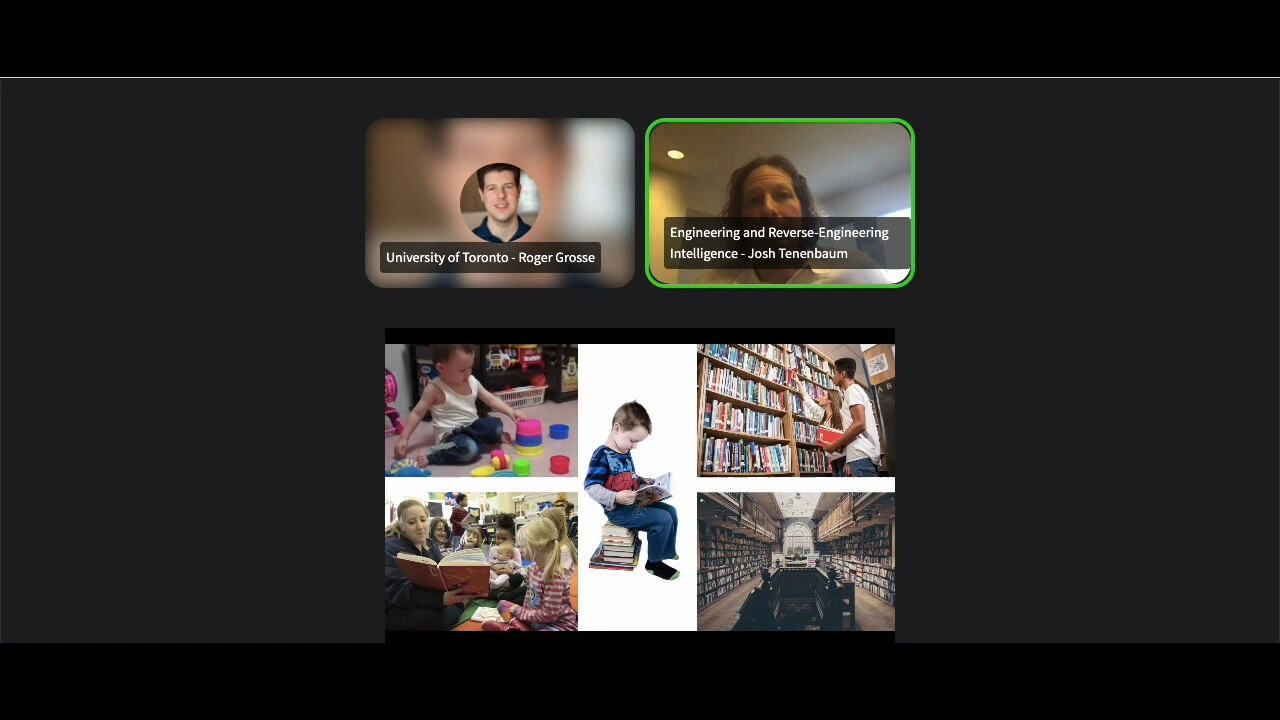 University of Toronto - Roger Grosse
Engineering and Reverse-Engineering
Intelligence - Josh Tenenbaum